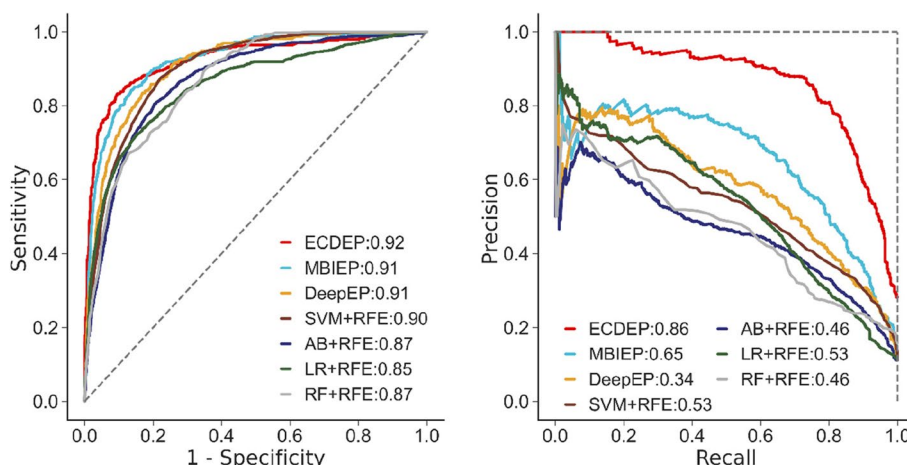 1.0
0.8
0.6
0.4
0.2
0.0
Sensitivity
ECDEP:0.92
MBIEP:0.91
DeepEP:0.91
SVM+RFE:0.90
AB+RFE:0.87
LR+RFE:0.85
RF+RFE:0.87
0.0 0.2 0.4 0.6 0.8 1.0
1 - Specificity
1.0
0.8
0.6
0.4
0.2
0.0
Precision
ECDEP:0.86 AB+RFE:0.46
MBIEP:0.65 LR+RFE:0.53
DeepEP:0.34 RF+RFE:0.46
SVM+RFE:0.53
0.0 0.2 0.4 0.6 0.8 1.0
Recall